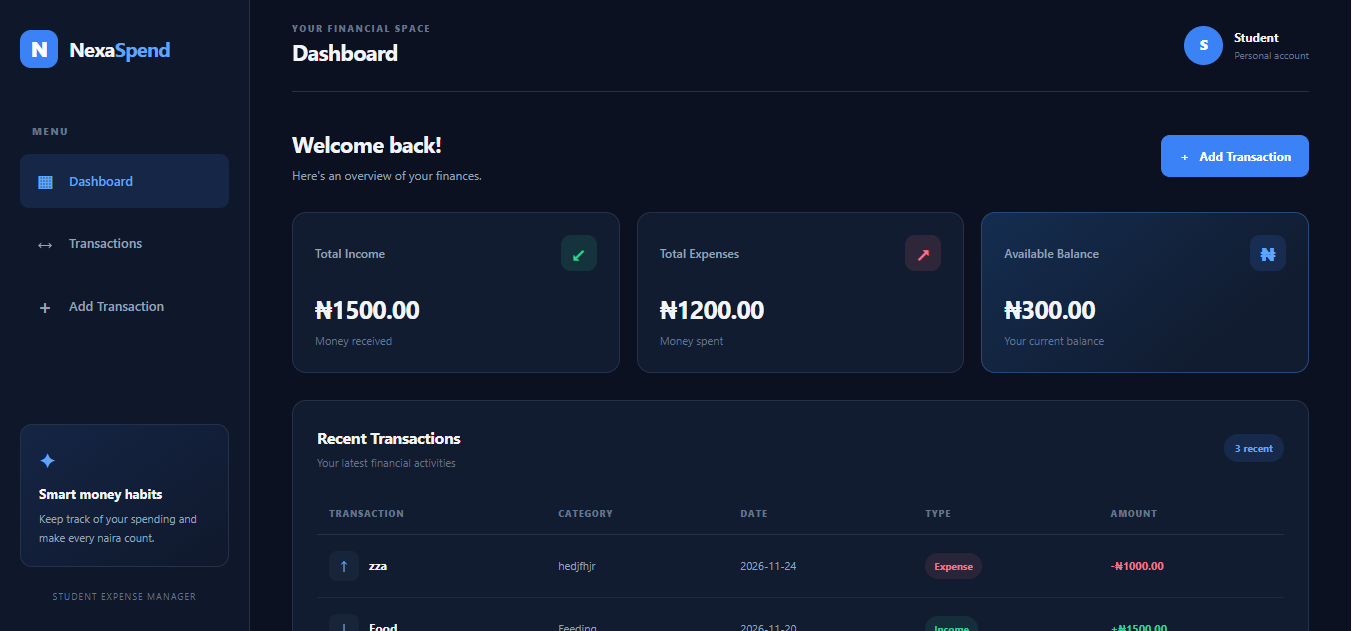 N NexaSpend
MENU
Dashboard
Transactions
+ Add Transaction
Smart money habits
Keep track of your spending and
make every naira count.
STUDENT EXPENSE MANAGER
YOUR FINANCIAL SPACE
Dashboard
S
Student
Personal account
Welcome back!
Here's an overview of your finances.
+ Add Transaction
Total Income
₦1500.00
Money received
Total Expenses
₦1200.00
Money spent
Available Balance
₦
₦300.00
Your current balance
Recent Transactions
Your latest financial activities
3 recent
TRANSACTION CATEGORY DATE TYPE AMOUNT
↑ zza hedjfhjr 2026-11-24 Expense -₦1000.00
Food Feeding 2026-11-20 Income +₦1500.00